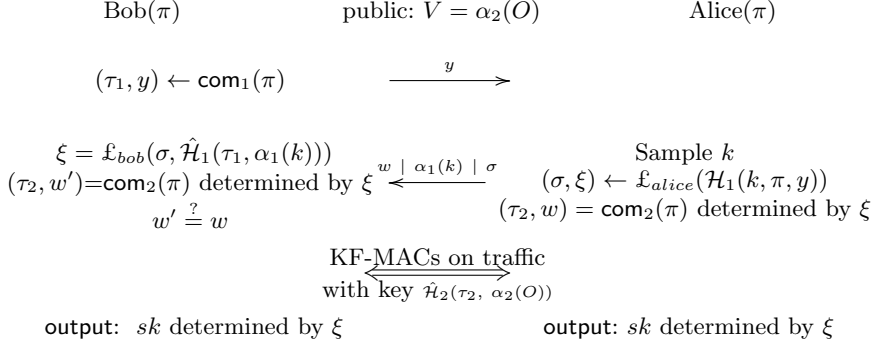 Bob(π) public: V = α₂(O) Alice(π)
y
(τ₁, y) ← com₁(π)
ξ = £_bob(σ, Ĥ₁(τ₁, α₁(k))) Sample k
(τ₂, w')=com₂(π) determined by ξ w | α₁(k) | σ (σ, ξ) ← £_alice(H₁(k, π, y))
w' ≟ w (τ₂, w) = com₂(π) determined by ξ
KF-MACs on traffic
with key Ĥ₂(τ₂, α₂(O))
output: sk determined by ξ output: sk determined by ξ